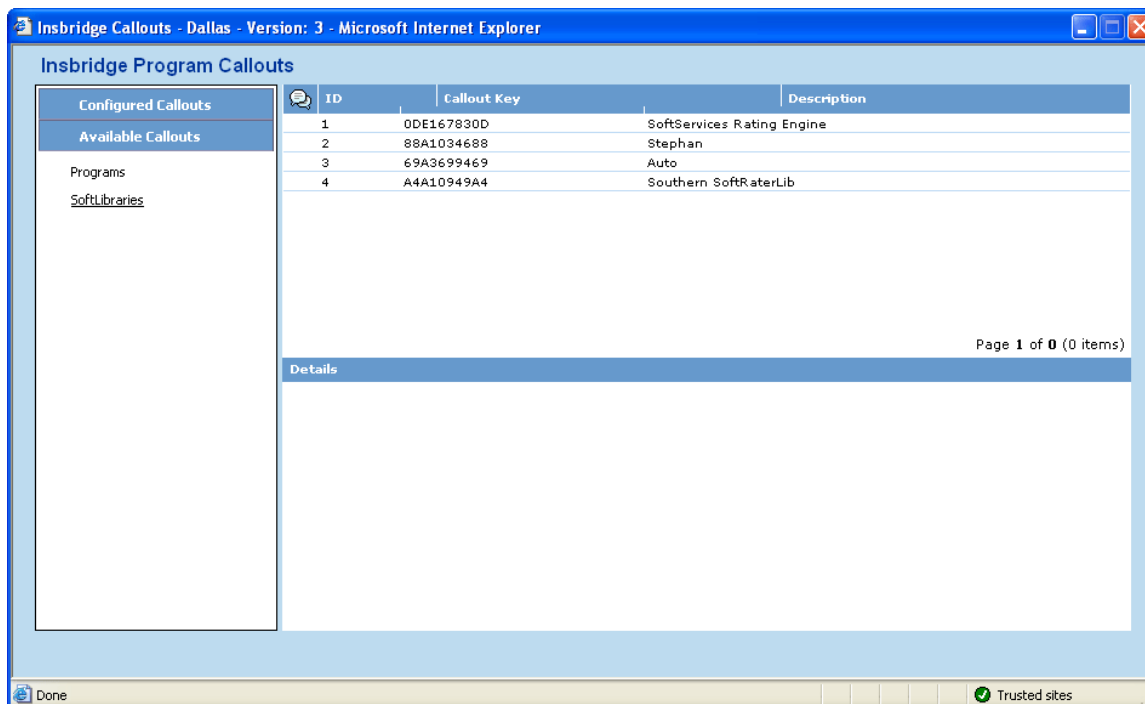 Insbridge Callouts - Dallas - Version: 3 - Microsoft Internet Explorer
Insbridge Program Callouts
Configured Callouts
Available Callouts
Programs
SoftLibraries
ID Callout Key Description
1 0DE167830D SoftServices Rating Engine
2 88A1034688 Stephan
3 69A3699469 Auto
4 A4A10949A4 Southern SoftRaterLib
Page 1 of 0 (0 items)
Details
Done
Trusted sites